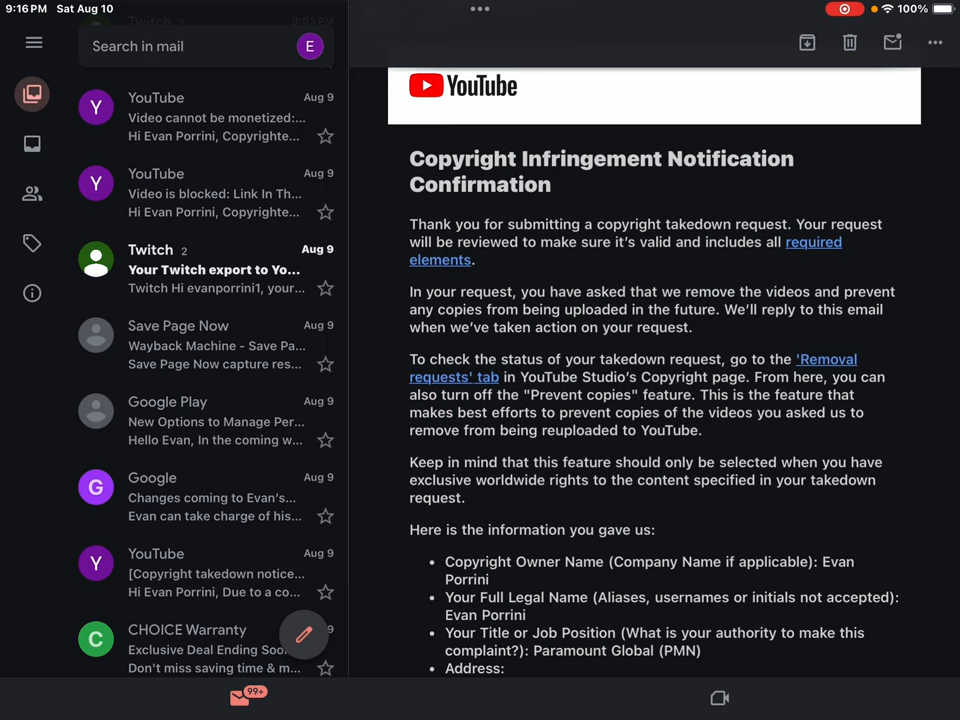 9:16 PM Sat Aug 10
100%
Twitch 2 8:03 PM
Search in mail
E
Y
YouTube Aug 9
Video cannot be monetized:...
Hi Evan Porrini, Copyrighte...
Y
YouTube Aug 9
Video is blocked: Link In Th...
Hi Evan Porrini, Copyrighte...
Twitch 2 Aug 9
Your Twitch export to Yo...
Twitch Hi evanporrini1, your...
Save Page Now Aug 9
Wayback Machine - Save Pa...
Save Page Now capture res...
Google Play Aug 9
New Options to Manage Per...
Hello Evan, In the coming w...
G
Google Aug 9
Changes coming to Evan's...
Evan can take charge of his...
Y
YouTube Aug 9
[Copyright takedown notice...
Hi Evan Porrini, Due to a co...
C
CHOICE Warranty 9
Exclusive Deal Ending Soo
Don't miss saving time & m...
99+
YouTube
Copyright Infringement Notification
Confirmation
Thank you for submitting a copyright takedown request. Your request
will be reviewed to make sure it's valid and includes all required
elements.
In your request, you have asked that we remove the videos and prevent
any copies from being uploaded in the future. We'll reply to this email
when we've taken action on your request.
To check the status of your takedown request, go to the 'Removal
requests' tab in YouTube Studio's Copyright page. From here, you can
also turn off the "Prevent copies" feature. This is the feature that
makes best efforts to prevent copies of the videos you asked us to
remove from being reuploaded to YouTube.
Keep in mind that this feature should only be selected when you have
exclusive worldwide rights to the content specified in your takedown
request.
Here is the information you gave us:
• Copyright Owner Name (Company Name if applicable): Evan
Porrini
• Your Full Legal Name (Aliases, usernames or initials not accepted):
Evan Porrini
• Your Title or Job Position (What is your authority to make this
complaint?): Paramount Global (PMN)
• Address: